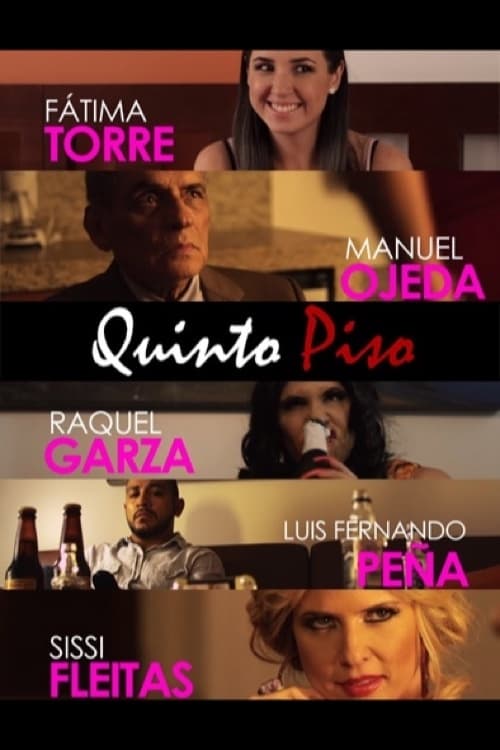 FÁTIMA
TORRE
MANUEL
OJEDA
Quinto Piso
RAQUEL
GARZA
LUIS FERNANDO
PEÑA
SISSI
FLEITAS